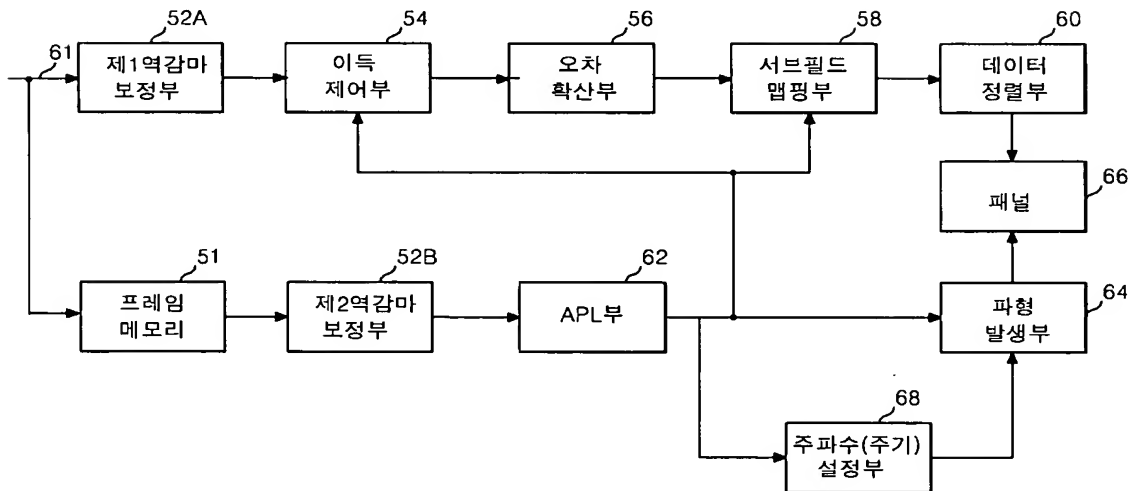 52A
54
56
58
60
61
제1역감마
보정부
이득
제어부
오차
확산부
서브필드
맵핑부
데이터
정렬부
66
패널
51
52B
62
64
프레임
메모리
제2역감마
보정부
APL부
파형
발생부
68
주파수(주기)
설정부